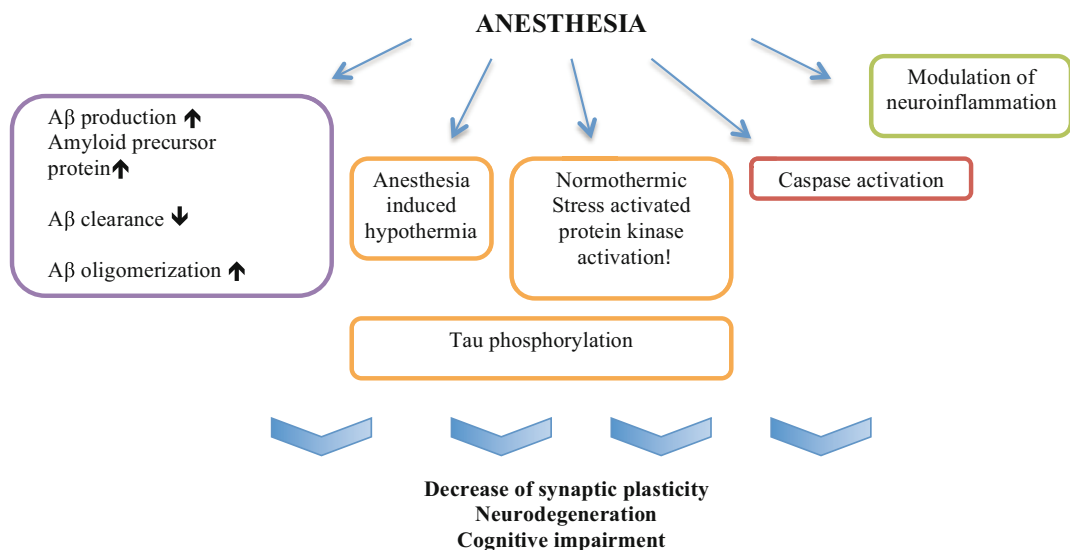 ANESTHESIA
Aβ production 🡹
Amyloid precursor
protein🡹
Aβ clearance 🡻
Aβ oligomerization 🡹
Anesthesia
induced
hypothermia
Normothermic
Stress activated
protein kinase
activation!
Caspase activation
Modulation of
neuroinflammation
Tau phosphorylation
Decrease of synaptic plasticity
Neurodegeneration
Cognitive impairment